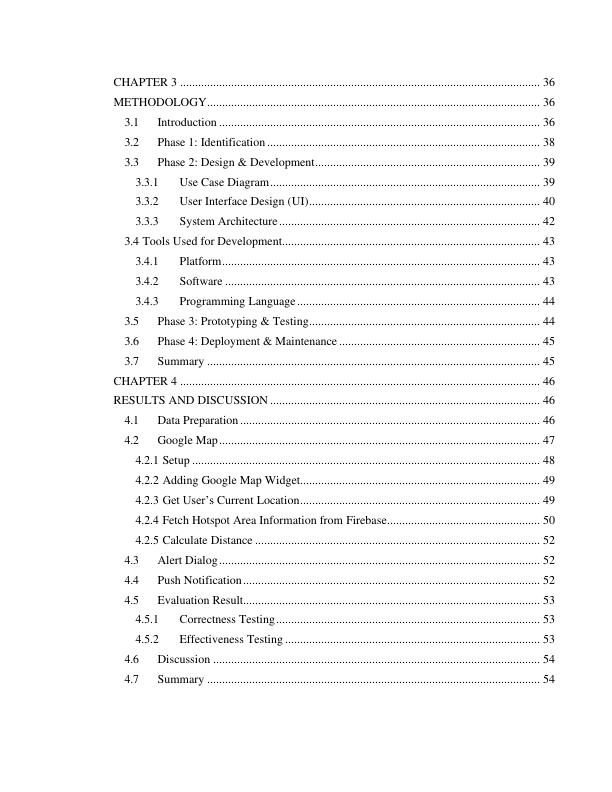 CHAPTER 3 ........................................................................................................................ 36
METHODOLOGY............................................................................................................... 36
3.1 Introduction ........................................................................................................... 36
3.2 Phase 1: Identification ........................................................................................... 38
3.3 Phase 2: Design & Development........................................................................... 39
3.3.1 Use Case Diagram.......................................................................................... 39
3.3.2 User Interface Design (UI)............................................................................. 40
3.3.3 System Architecture ....................................................................................... 42
3.4 Tools Used for Development...................................................................................... 43
3.4.1 Platform.......................................................................................................... 43
3.4.2 Software ......................................................................................................... 43
3.4.3 Programming Language ................................................................................. 44
3.5 Phase 3: Prototyping & Testing............................................................................. 44
3.6 Phase 4: Deployment & Maintenance ................................................................... 45
3.7 Summary ............................................................................................................... 45
CHAPTER 4 ........................................................................................................................ 46
RESULTS AND DISCUSSION .......................................................................................... 46
4.1 Data Preparation .................................................................................................... 46
4.2 Google Map........................................................................................................... 47
4.2.1 Setup .................................................................................................................... 48
4.2.2 Adding Google Map Widget................................................................................ 49
4.2.3 Get User’s Current Location................................................................................ 49
4.2.4 Fetch Hotspot Area Information from Firebase................................................... 50
4.2.5 Calculate Distance ............................................................................................... 52
4.3 Alert Dialog........................................................................................................... 52
4.4 Push Notification................................................................................................... 52
4.5 Evaluation Result................................................................................................... 53
4.5.1 Correctness Testing........................................................................................ 53
4.5.2 Effectiveness Testing ..................................................................................... 53
4.6 Discussion ............................................................................................................. 54
4.7 Summary ............................................................................................................... 54